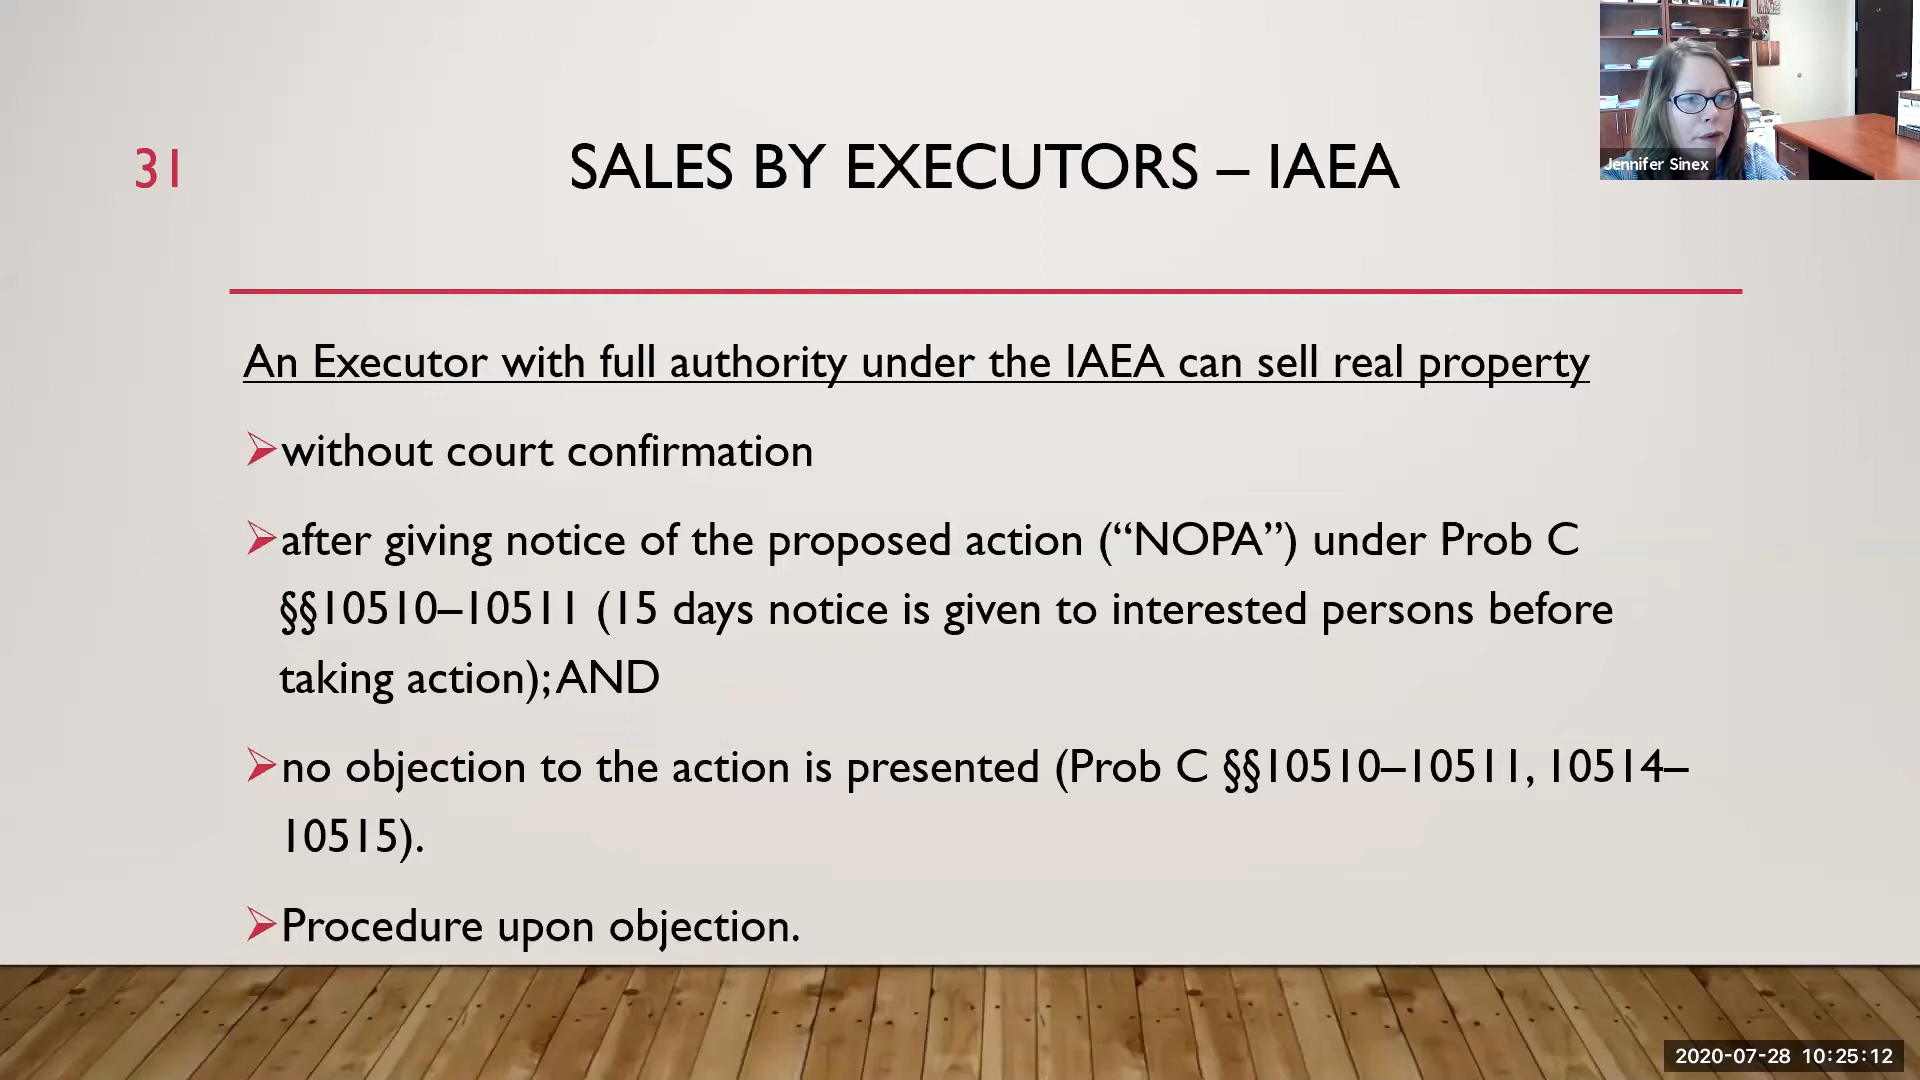 31
SALES BY EXECUTORS – IAEA
Jennifer Sinex
An Executor with full authority under the IAEA can sell real property
without court confirmation
after giving notice of the proposed action (“NOPA”) under Prob C
§§10510–10511 (15 days notice is given to interested persons before
taking action); AND
no objection to the action is presented (Prob C §§10510–10511, 10514–
10515).
Procedure upon objection.
2020-07-28 10:25:12